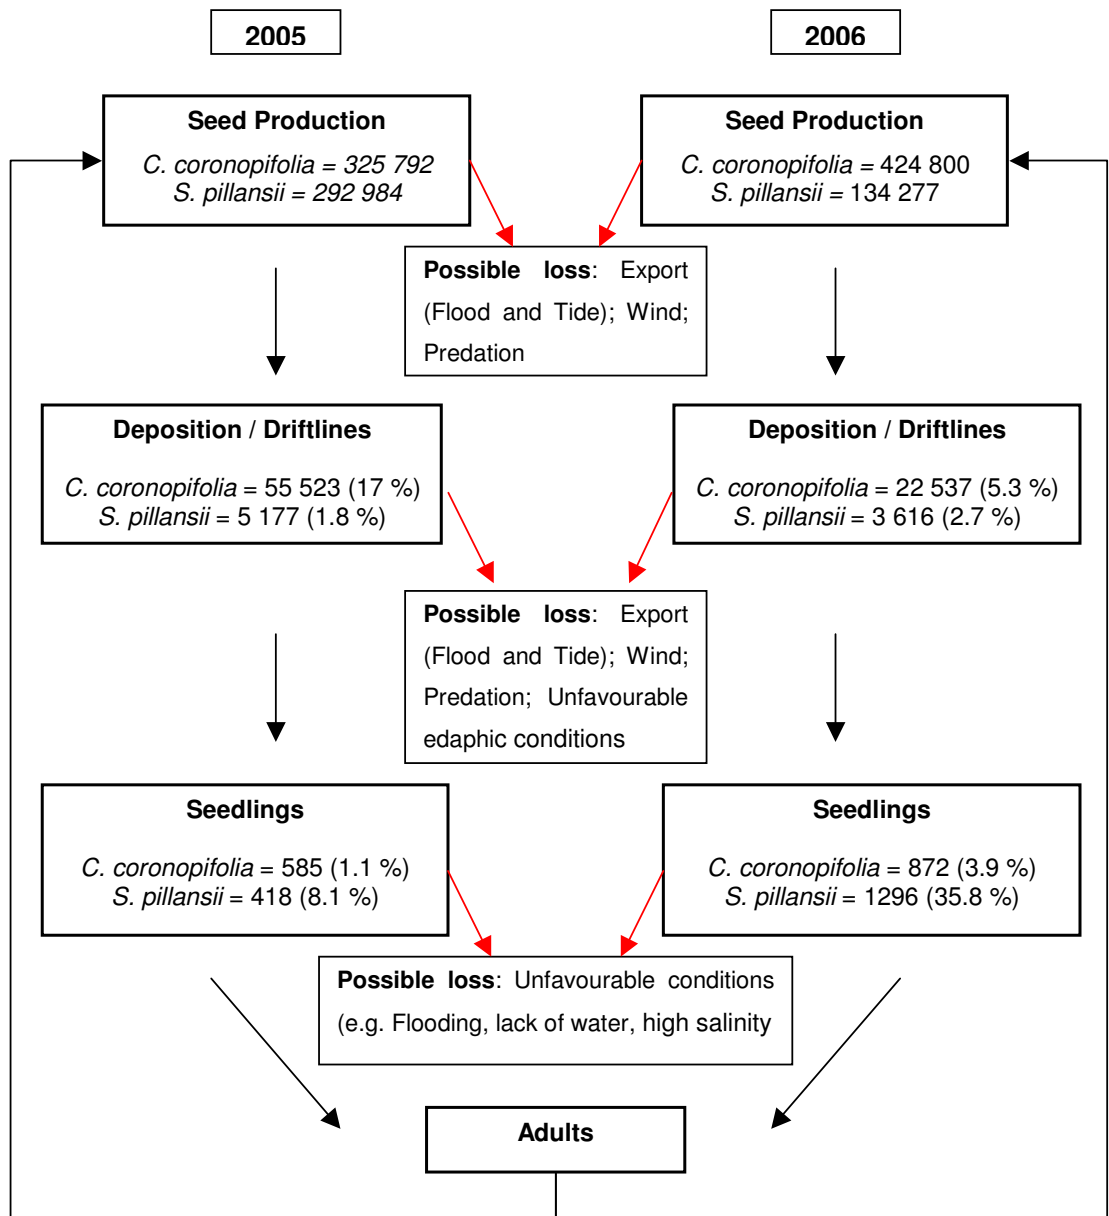 2005
2006
Seed Production
C. coronopifolia = 325 792
S. pillansii = 292 984
Seed Production
C. coronopifolia = 424 800
S. pillansii = 134 277
Possible loss: Export
(Flood and Tide); Wind;
Predation
Deposition / Driftlines
C. coronopifolia = 55 523 (17 %)
S. pillansii = 5 177 (1.8 %)
Deposition / Driftlines
C. coronopifolia = 22 537 (5.3 %)
S. pillansii = 3 616 (2.7 %)
Possible loss: Export
(Flood and Tide); Wind;
Predation; Unfavourable
edaphic conditions
Seedlings
C. coronopifolia = 585 (1.1 %)
S. pillansii = 418 (8.1 %)
Seedlings
C. coronopifolia = 872 (3.9 %)
S. pillansii = 1296 (35.8 %)
Possible loss: Unfavourable conditions
(e.g. Flooding, lack of water, high salinity
Adults